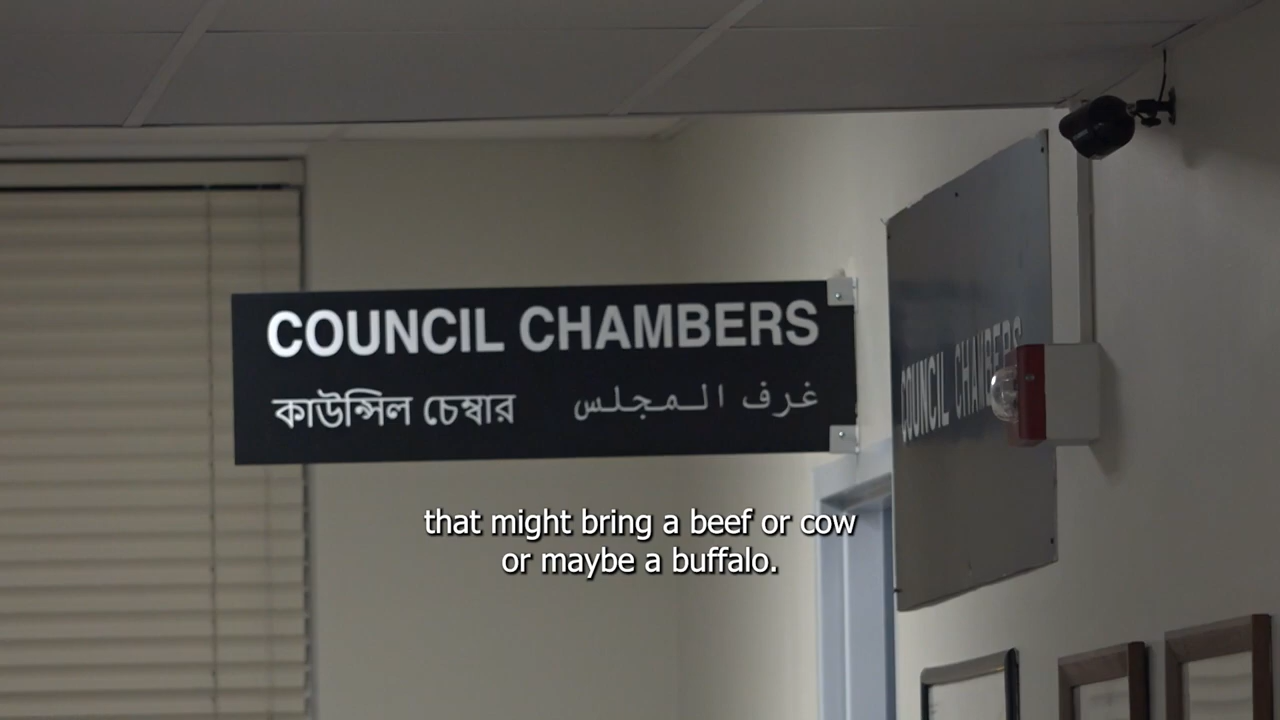 COUNCIL CHAMBERS
কাউন্সিল চেম্বার
غرف المجلس
COUNCIL CHAMBERS
that might bring a beef or cow
or maybe a buffalo.